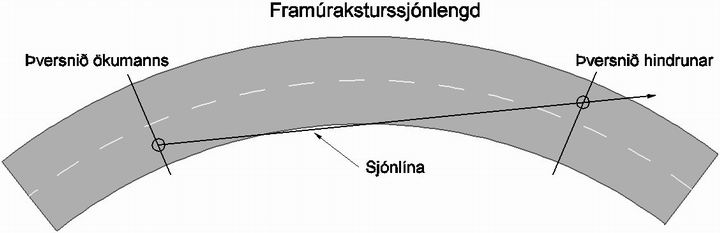 Framúraksturssjónlengd
Þversnið ökumanns
Þversnið hindrunar
Sjónlína